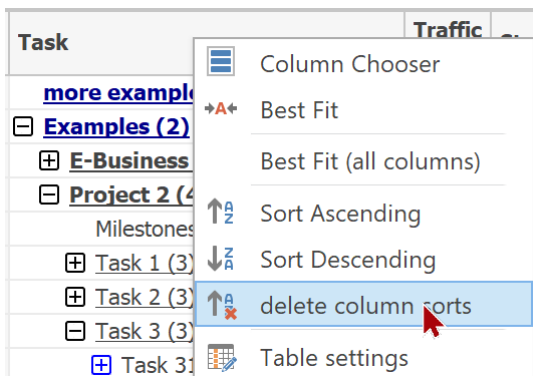 Task
Traffic
Column Chooser
more example
Best Fit
Examples (2)
E-Business
Best Fit (all columns)
Project 2 (4
Sort Ascending
Milestones
Task 1 (3)
Sort Descending
Task 2 (3)
delete column sorts
Task 3 (3)
Task 31
Table settings